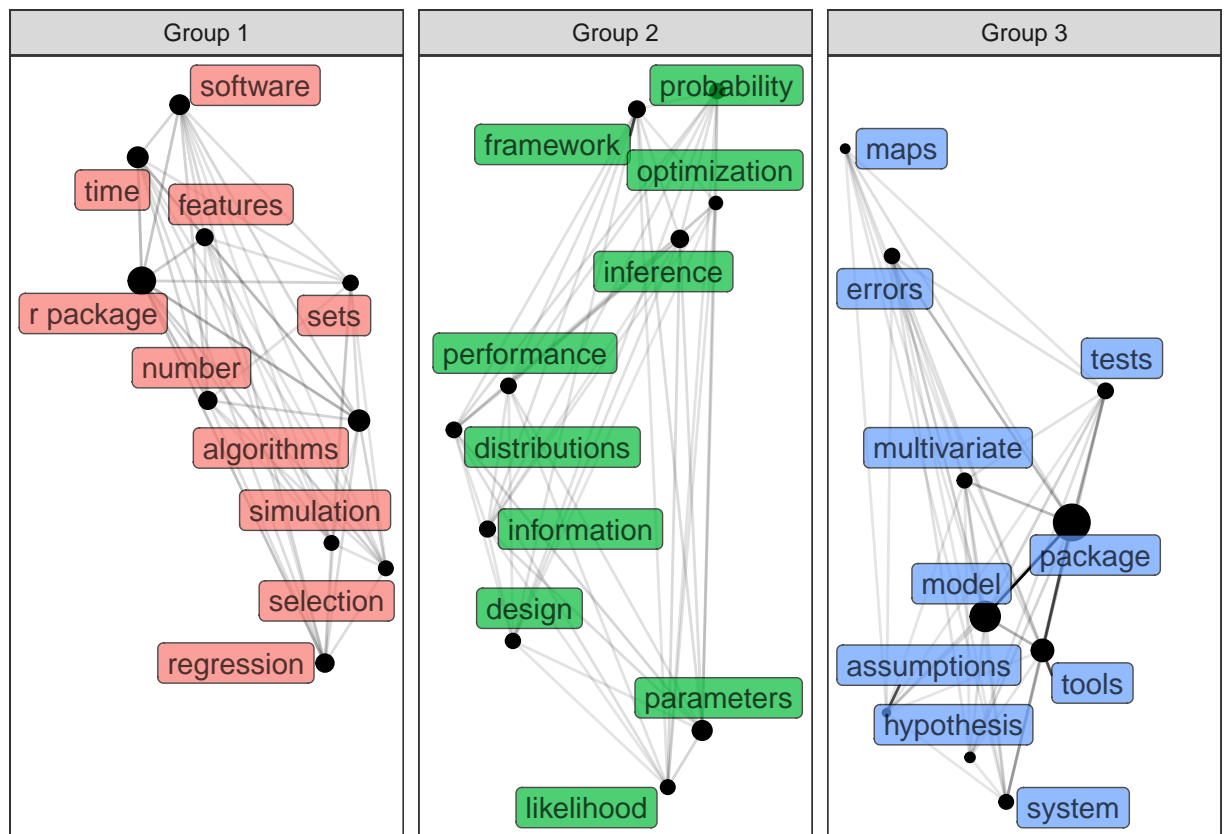 Group 1
software
time
features
r package
sets
number
algorithms
simulation
selection
regression
Group 2
probability
framework
optimization
inference
performance
distributions
information
design
parameters
likelihood
Group 3
maps
errors
tests
multivariate
package
model
assumptions
tools
hypothesis
system